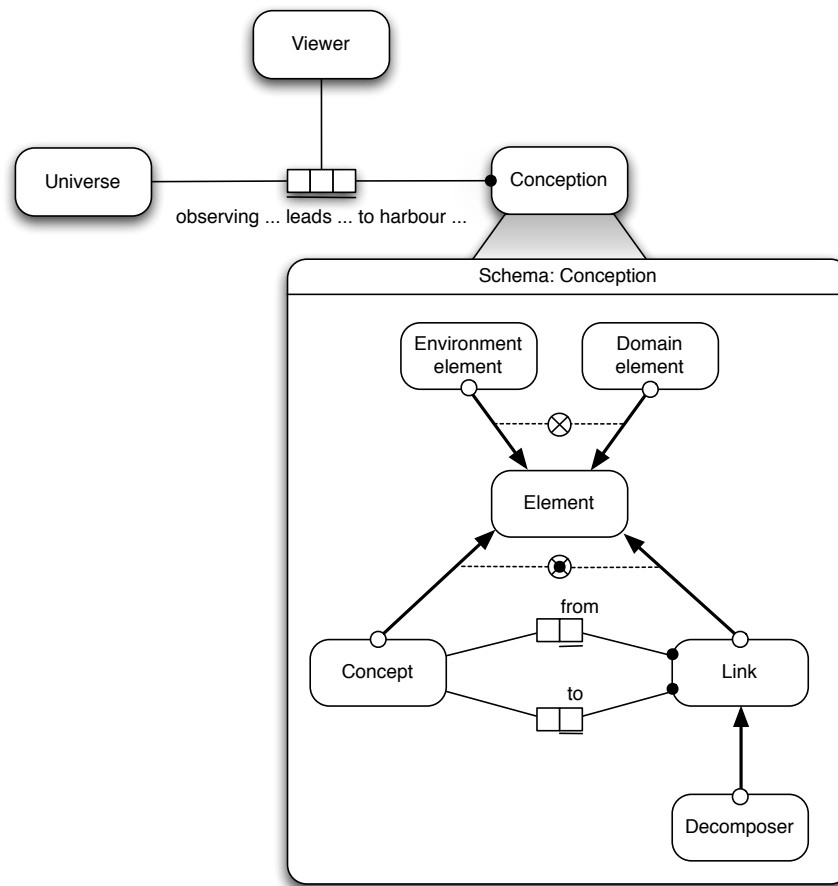 Viewer
Universe
Conception
observing ... leads ... to harbour ...
Schema: Conception
Environment
element
Domain
element
Element
from
Concept
Link
to
Decomposer